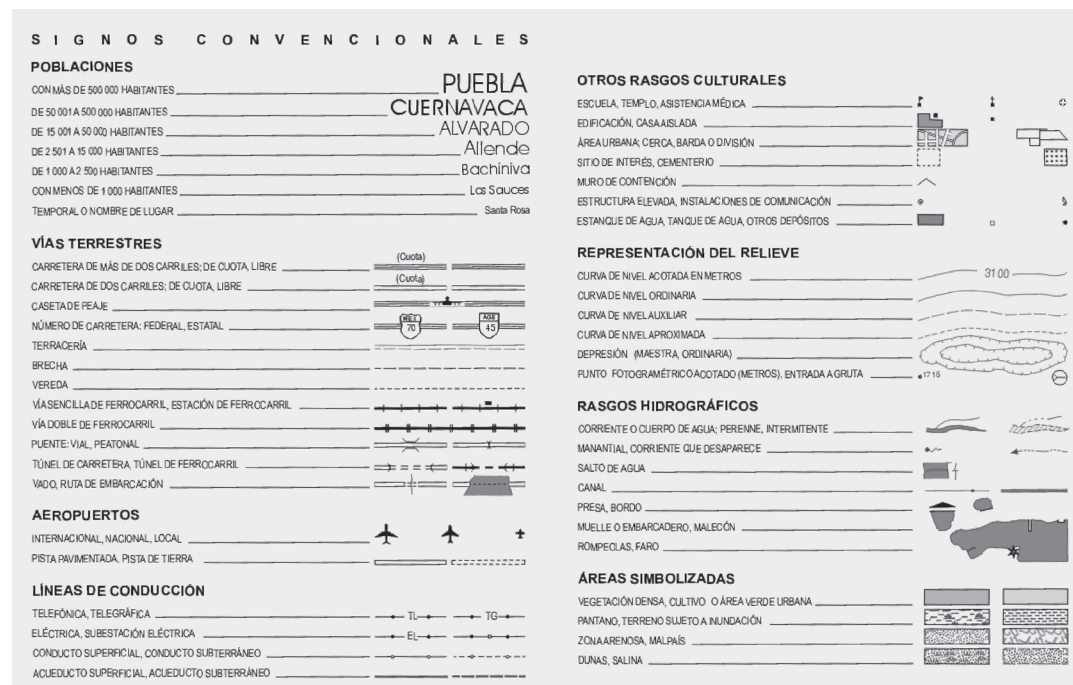 SIGNOS CONVENCIONALES
POBLACIONES
CON MÁS DE 500 000 HABITANTES PUEBLA
DE 50 001 A 500 000 HABITANTES CUERNAVACA
DE 15 001 A 50 000 HABITANTES ALVARADO
DE 2 501 A 15 000 HABITANTES Allende
DE 1 000 A 2 500 HABITANTES Bachiniva
CON MENOS DE 1 000 HABITANTES Los Sauces
TEMPORAL O NOMBRE DE LUGAR Santa Rosa
VÍAS TERRESTRES
(Cuota)
CARRETERA DE MÁS DE DOS CARRILES; DE CUOTA, LIBRE
(Cuota)
CARRETERA DE DOS CARRILES; DE CUOTA, LIBRE
CASETA DE PEAJE
NÚMERO DE CARRETERA: FEDERAL, ESTATAL MEX 70 AGS 45
TERRACERÍA
BRECHA
VEREDA
VÍA SENCILLA DE FERROCARRIL, ESTACIÓN DE FERROCARRIL
VÍA DOBLE DE FERROCARRIL
PUENTE: VIAL, PEATONAL
TÚNEL DE CARRETERA, TÚNEL DE FERROCARRIL
VADO, RUTA DE EMBARCACIÓN
AEROPUERTOS
INTERNACIONAL, NACIONAL, LOCAL
PISTA PAVIMENTADA, PISTA DE TIERRA
LÍNEAS DE CONDUCCIÓN
TELEFÓNICA, TELEGRÁFICA TL TG
ELÉCTRICA, SUBESTACIÓN ELÉCTRICA EL
CONDUCTO SUPERFICIAL, CONDUCTO SUBTERRÁNEO
ACUEDUCTO SUPERFICIAL, ACUEDUCTO SUBTERRÁNEO
OTROS RASGOS CULTURALES
ESCUELA, TEMPLO, ASISTENCIA MÉDICA
EDIFICACIÓN, CASA AISLADA
ÁREA URBANA; CERCA, BARDA O DIVISIÓN
SITIO DE INTERÉS, CEMENTERIO
MURO DE CONTENCIÓN
ESTRUCTURA ELEVADA, INSTALACIONES DE COMUNICACIÓN
ESTANQUE DE AGUA, TANQUE DE AGUA, OTROS DEPÓSITOS
REPRESENTACIÓN DEL RELIEVE
CURVA DE NIVEL ACOTADA EN METROS 3100
CURVA DE NIVEL ORDINARIA
CURVA DE NIVEL AUXILIAR
CURVA DE NIVEL APROXIMADA
DEPRESIÓN (MAESTRA, ORDINARIA)
PUNTO FOTOGRAMÉTRICO ACOTADO (METROS), ENTRADA A GRUTA 1715
RASGOS HIDROGRÁFICOS
CORRIENTE O CUERPO DE AGUA; PERENNE, INTERMITENTE
MANANTIAL, CORRIENTE QUE DESAPARECE
SALTO DE AGUA
CANAL
PRESA, BORDO
MUELLE O EMBARCADERO, MALECÓN
ROMPECLAS, FARO
ÁREAS SIMBOLIZADAS
VEGETACIÓN DENSA, CULTIVO O ÁREA VERDE URBANA
PANTANO, TERRENO SUJETO A INUNDACIÓN
ZONA ARENOSA, MALPAÍS
DUNAS, SALINA